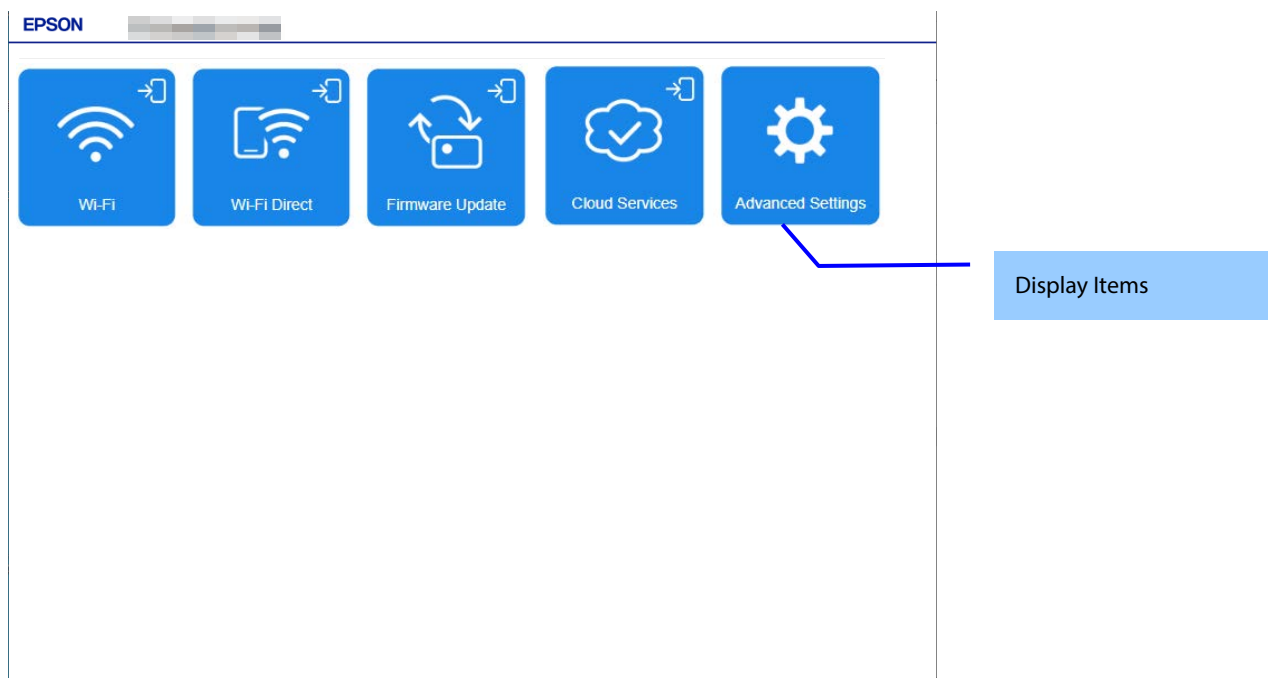 EPSON
Wi-Fi
Wi-Fi Direct
Firmware Update
Cloud Services
Advanced Settings
Display Items